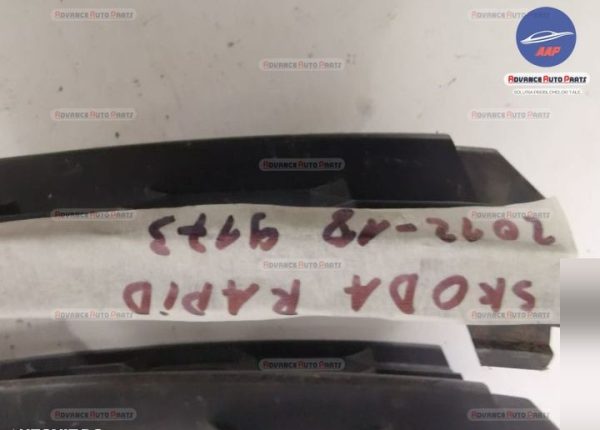 ADVANCE AUTO PARTS
AAP
ADVANCE AUTO PARTS
SKODA RAPID
2012-18 9173